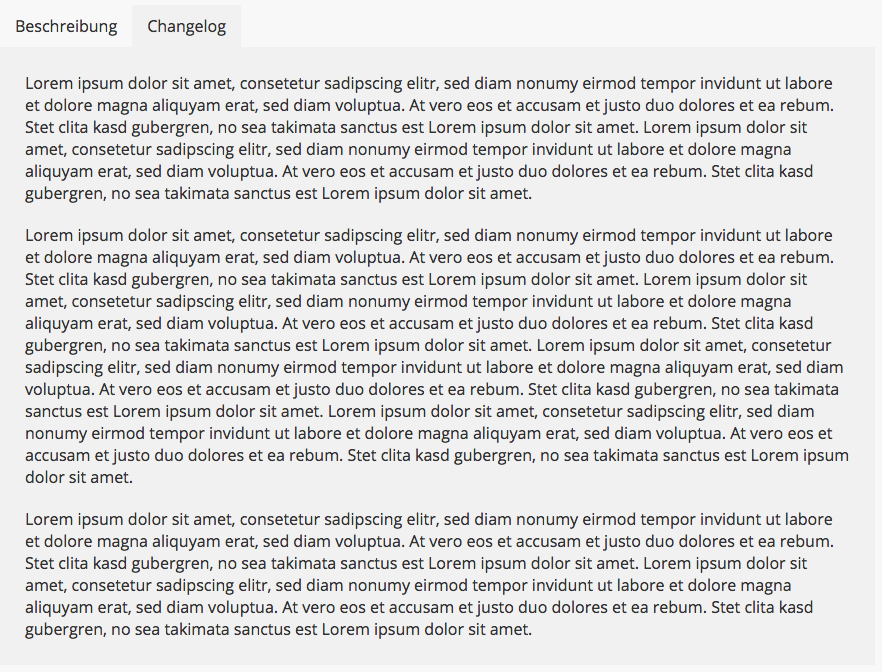 Beschreibung Changelog
Lorem ipsum dolor sit amet, consetetur sadipscing elitr, sed diam nonumy eirmod tempor invidunt ut labore
et dolore magna aliquyam erat, sed diam voluptua. At vero eos et accusam et justo duo dolores et ea rebum.
Stet clita kasd gubergren, no sea takimata sanctus est Lorem ipsum dolor sit amet. Lorem ipsum dolor sit
amet, consetetur sadipscing elitr, sed diam nonumy eirmod tempor invidunt ut labore et dolore magna
aliquyam erat, sed diam voluptua. At vero eos et accusam et justo duo dolores et ea rebum. Stet clita kasd
gubergren, no sea takimata sanctus est Lorem ipsum dolor sit amet.
Lorem ipsum dolor sit amet, consetetur sadipscing elitr, sed diam nonumy eirmod tempor invidunt ut labore
et dolore magna aliquyam erat, sed diam voluptua. At vero eos et accusam et justo duo dolores et ea rebum.
Stet clita kasd gubergren, no sea takimata sanctus est Lorem ipsum dolor sit amet. Lorem ipsum dolor sit
amet, consetetur sadipscing elitr, sed diam nonumy eirmod tempor invidunt ut labore et dolore magna
aliquyam erat, sed diam voluptua. At vero eos et accusam et justo duo dolores et ea rebum. Stet clita kasd
gubergren, no sea takimata sanctus est Lorem ipsum dolor sit amet. Lorem ipsum dolor sit amet, consetetur
sadipscing elitr, sed diam nonumy eirmod tempor invidunt ut labore et dolore magna aliquyam erat, sed diam
voluptua. At vero eos et accusam et justo duo dolores et ea rebum. Stet clita kasd gubergren, no sea takimata
sanctus est Lorem ipsum dolor sit amet. Lorem ipsum dolor sit amet, consetetur sadipscing elitr, sed diam
nonumy eirmod tempor invidunt ut labore et dolore magna aliquyam erat, sed diam voluptua. At vero eos et
accusam et justo duo dolores et ea rebum. Stet clita kasd gubergren, no sea takimata sanctus est Lorem ipsum
dolor sit amet.
Lorem ipsum dolor sit amet, consetetur sadipscing elitr, sed diam nonumy eirmod tempor invidunt ut labore
et dolore magna aliquyam erat, sed diam voluptua. At vero eos et accusam et justo duo dolores et ea rebum.
Stet clita kasd gubergren, no sea takimata sanctus est Lorem ipsum dolor sit amet. Lorem ipsum dolor sit
amet, consetetur sadipscing elitr, sed diam nonumy eirmod tempor invidunt ut labore et dolore magna
aliquyam erat, sed diam voluptua. At vero eos et accusam et justo duo dolores et ea rebum. Stet clita kasd
gubergren, no sea takimata sanctus est Lorem ipsum dolor sit amet.